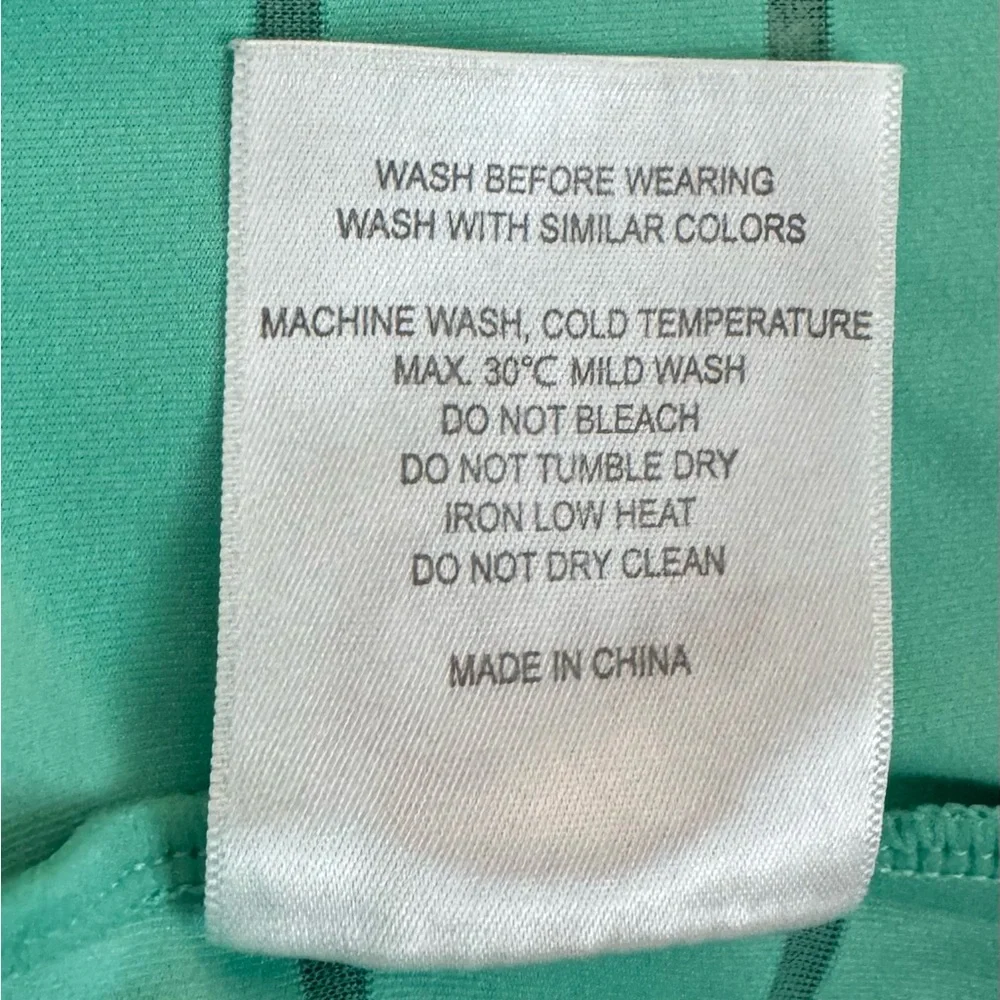 WASH BEFORE WEARING
WASH WITH SIMILAR COLORS
MACHINE WASH, COLD TEMPERATURE
MAX. 30℃ MILD WASH
DO NOT BLEACH
DO NOT TUMBLE DRY
IRON LOW HEAT
DO NOT DRY CLEAN
MADE IN CHINA